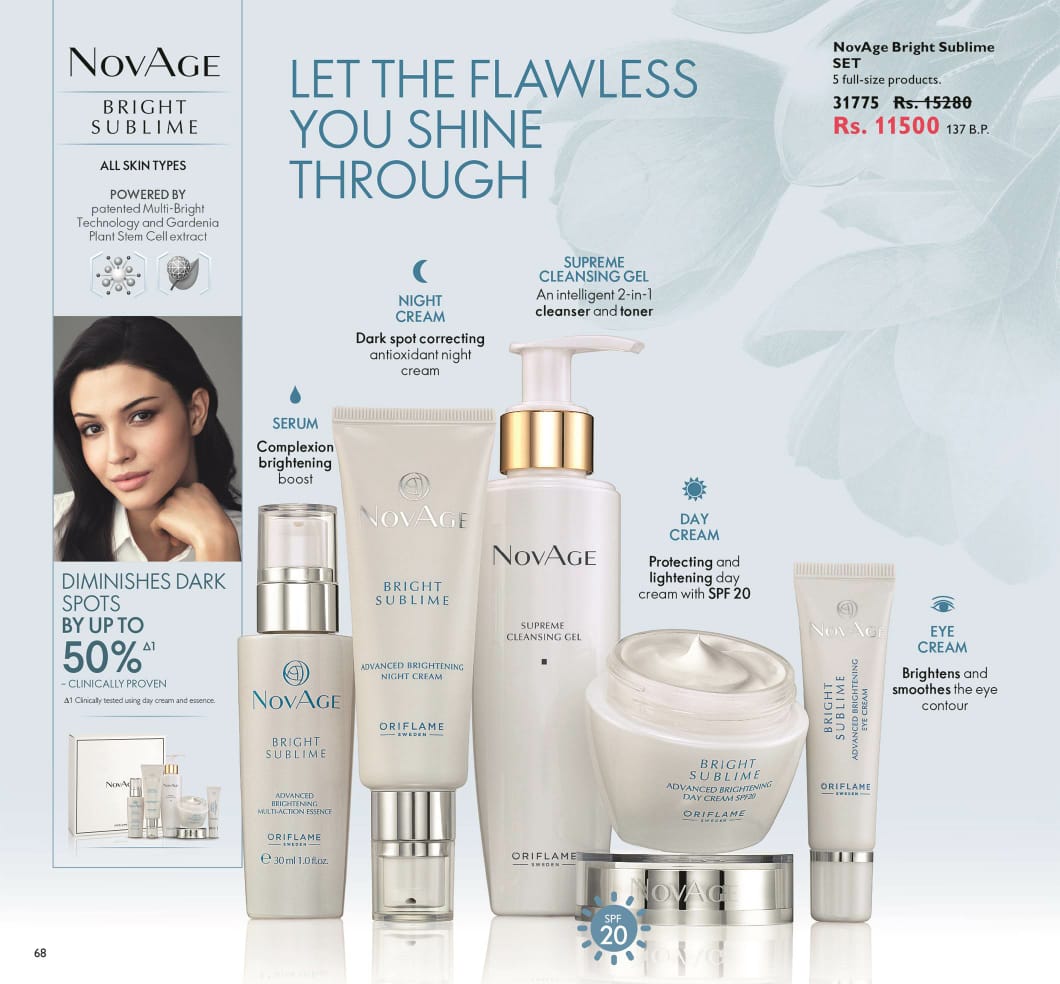 NOVAGE
BRIGHT
SUBLIME
ALL SKIN TYPES
POWERED BY
patented Multi-Bright
Technology and Gardenia
Plant Stem Cell extract
DIMINISHES DARK
SPOTS
BY UP TO
50% Δ1
– CLINICALLY PROVEN
Δ1 Clinically tested using day cream and essence.
NOVAGE
LET THE FLAWLESS
YOU SHINE
THROUGH
NovAge Bright Sublime
SET
5 full-size products.
31775 Rs. 15280
Rs. 11500 137 B.P.
SUPREME
CLEANSING GEL
An intelligent 2-in-1
cleanser and toner
NIGHT
CREAM
Dark spot correcting
antioxidant night
cream
SERUM
Complexion
brightening
boost
DAY
CREAM
Protecting and
lightening day
cream with SPF 20
EYE
CREAM
Brightens and
smoothes the eye
contour
NOVAGE
BRIGHT
SUBLIME
ADVANCED
BRIGHTENING
MULTI-ACTION ESSENCE
ORIFLAME
SWEDEN
℮ 30 ml 1.0 fl.oz.
NOVAGE
BRIGHT
SUBLIME
ADVANCED BRIGHTENING
NIGHT CREAM
ORIFLAME
SWEDEN
NOVAGE
SUPREME
CLEANSING GEL
ORIFLAME
SWEDEN
BRIGHT
SUBLIME
ADVANCED BRIGHTENING
DAY CREAM SPF20
ORIFLAME
SWEDEN
NOVAGE
SPF
20
NOVAGE
BRIGHT
SUBLIME
ADVANCED BRIGHTENING
EYE CREAM
ORIFLAME
SWEDEN
68